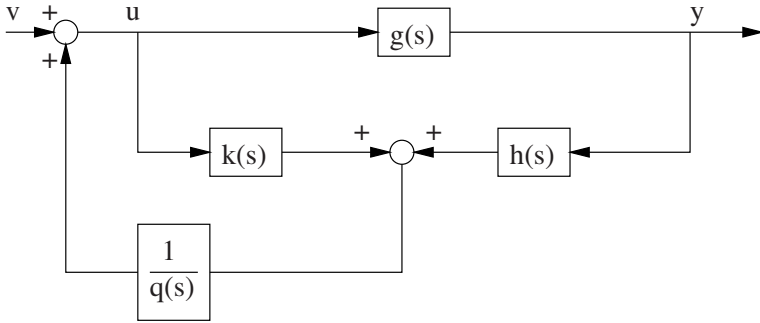 v + u y
g(s)
+
+ +
k(s) h(s)
1
q(s)